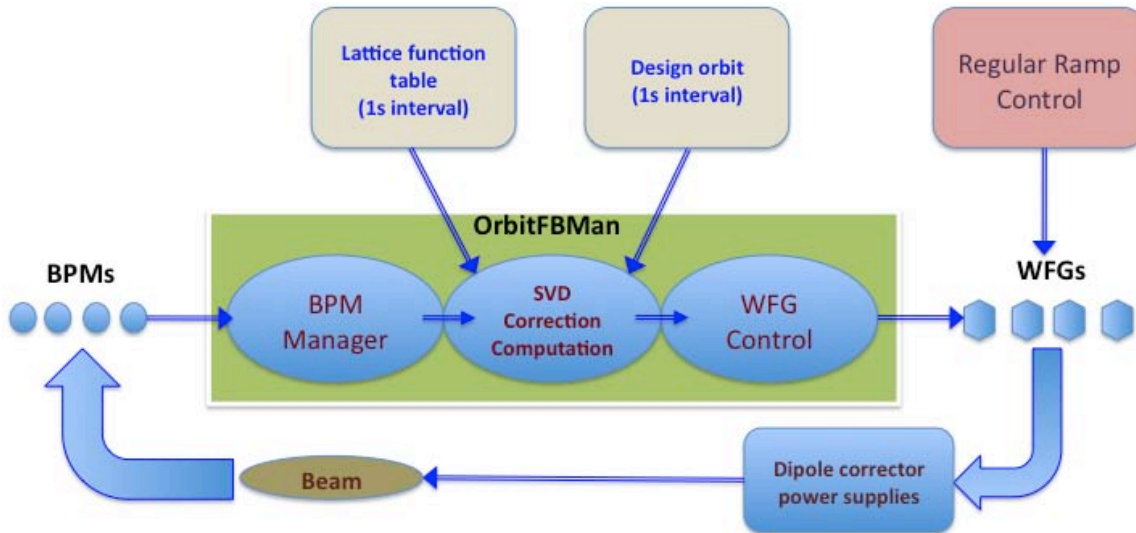 Lattice function
table
(1s interval)
Design orbit
(1s interval)
Regular Ramp
Control
OrbitFBMan
BPMs
WFGs
BPM
Manager
SVD
Correction
Computation
WFG
Control
Beam
Dipole corrector
power supplies